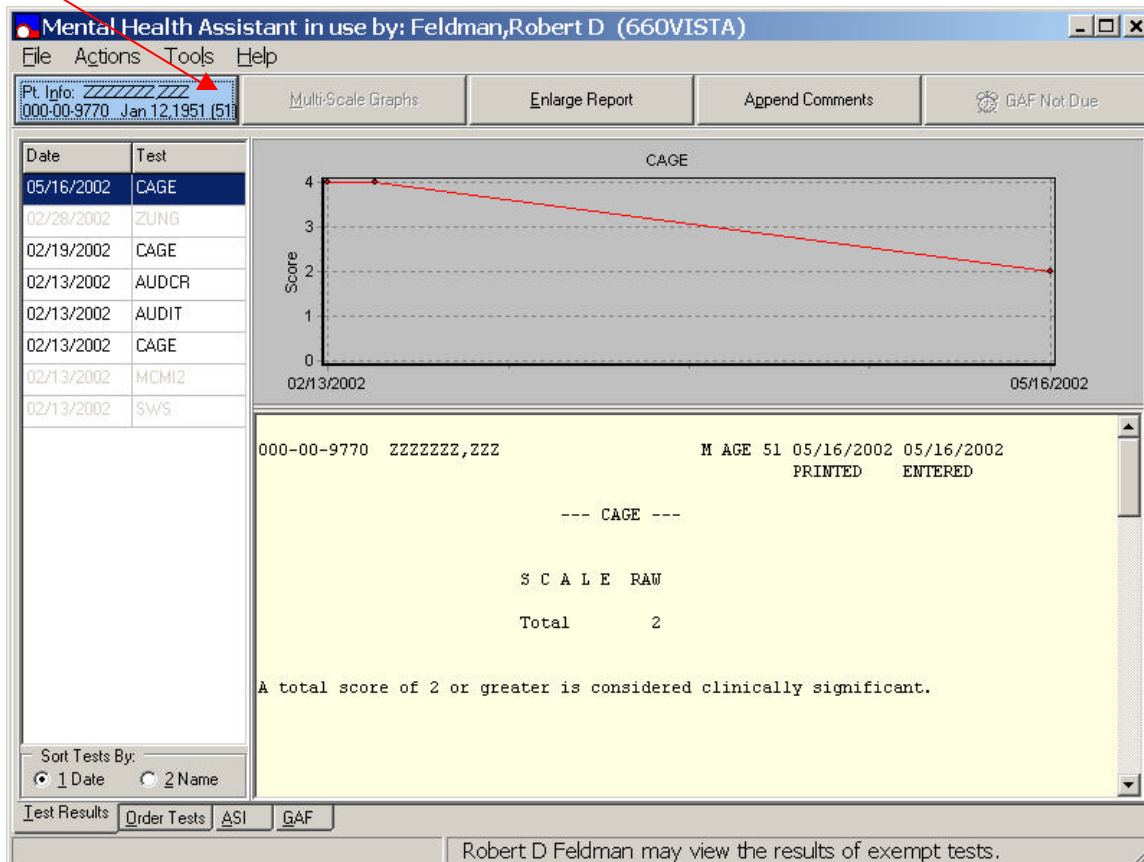 Mental Health Assistant in use by: Feldman,Robert D (660VISTA)
File Actions Tools Help
Pt. Info: ZZZZZZZ,ZZZ
000-00-9770 Jan 12,1951 (51)
Multi-Scale Graphs
Enlarge Report
Append Comments
GAF Not Due
Date Test
05/16/2002 CAGE
02/28/2002 ZUNG
02/19/2002 CAGE
02/13/2002 AUDCR
02/13/2002 AUDIT
02/13/2002 CAGE
02/13/2002 MCMI2
02/13/2002 SWS
Sort Tests By:
1 Date 2 Name
CAGE
Score
4
3
2
1
0
02/13/2002 05/16/2002
000-00-9770 ZZZZZZZ,ZZZ M AGE 51 05/16/2002 05/16/2002
PRINTED ENTERED
--- CAGE ---
S C A L E RAW
Total 2
A total score of 2 or greater is considered clinically significant.
Test Results Order Tests ASI GAF
Robert D Feldman may view the results of exempt tests.